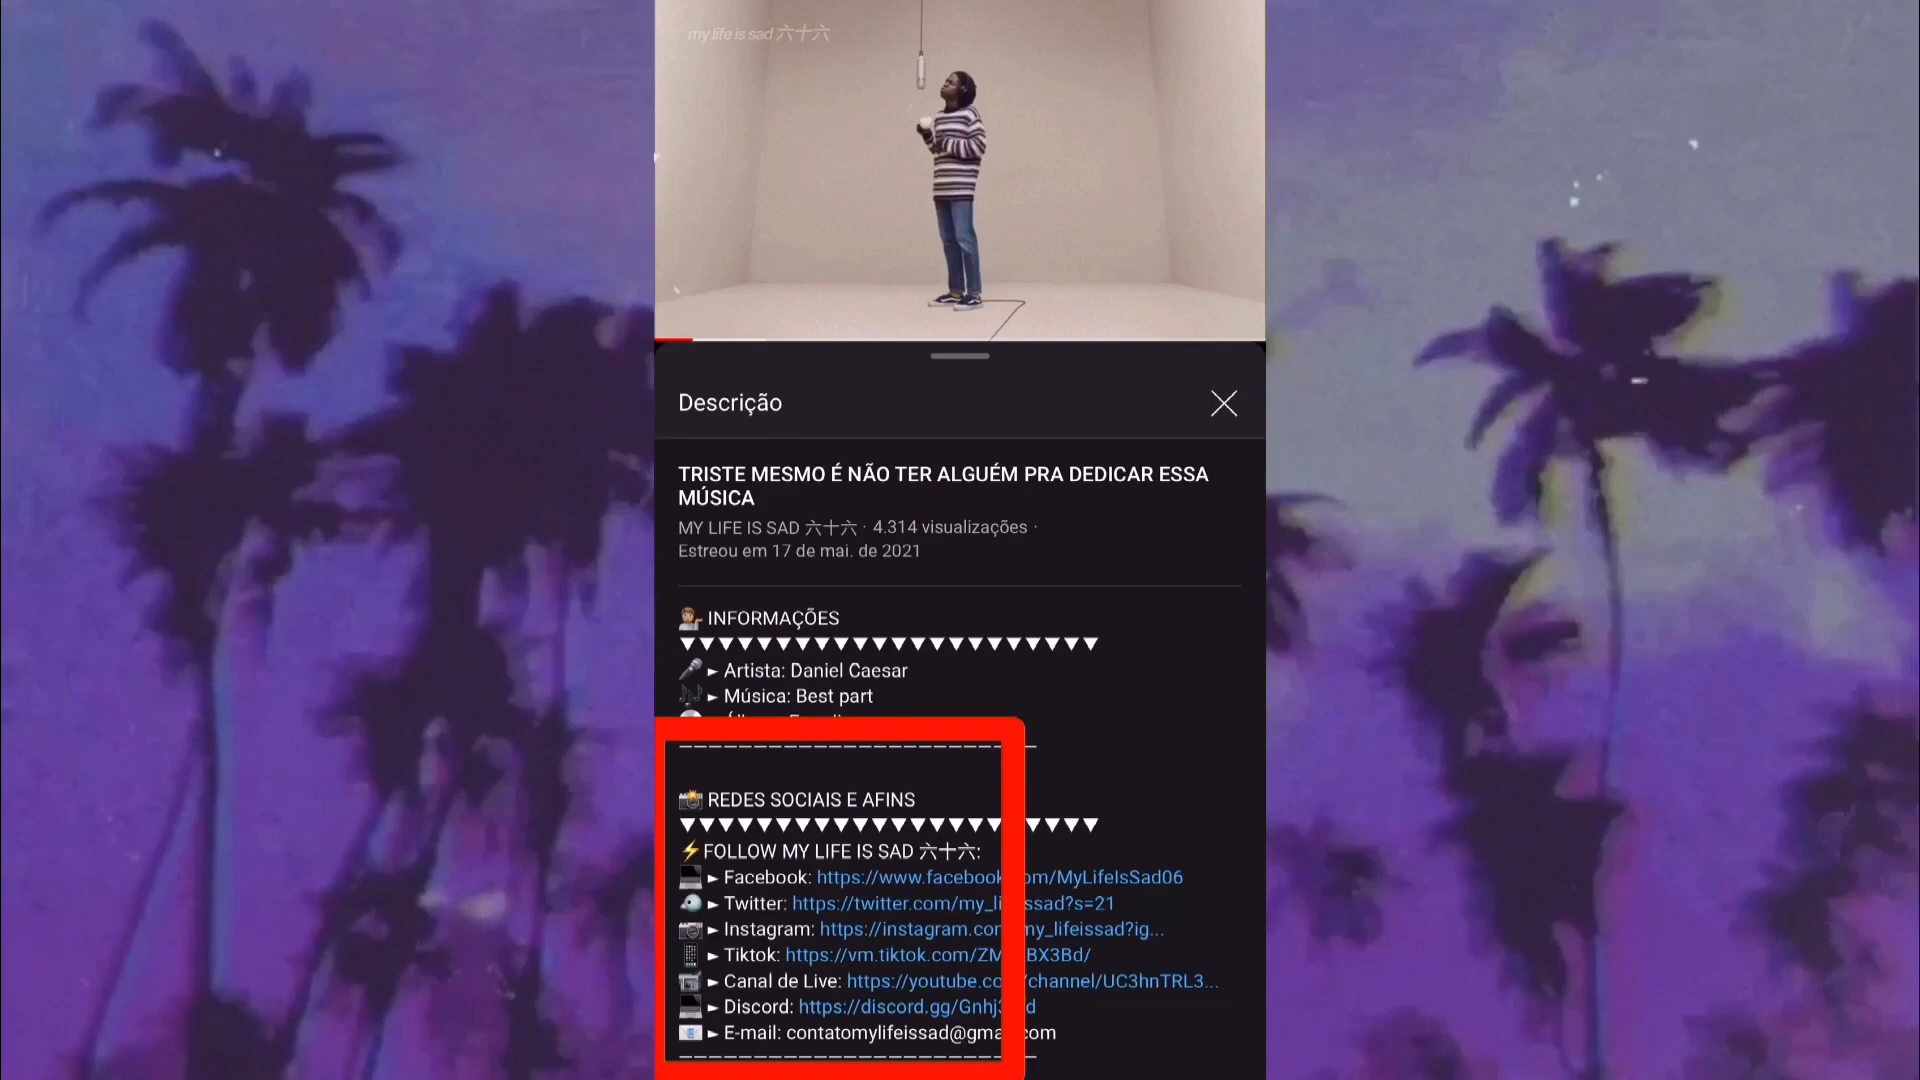 my life is sad 六十六
Descrição
TRISTE MESMO É NÃO TER ALGUÉM PRA DEDICAR ESSA
MÚSICA
MY LIFE IS SAD 六十六 · 4.314 visualizações ·
Estreou em 17 de mai. de 2021
INFORMAÇÕES
▼▼▼▼▼▼▼▼▼▼▼▼▼▼▼▼▼▼▼▼▼▼
► Artista: Daniel Caesar
► Música: Best part
REDES SOCIAIS E AFINS
▼▼▼▼▼▼▼▼▼▼▼▼▼▼▼▼▼▼▼▼▼
⚡FOLLOW MY LIFE IS SAD 六十六:
► Facebook: https://www.facebook om/MyLifeIsSad06
► Twitter: https://twitter.com/my_li ssad?s=21
► Instagram: https://instagram.co my_lifeissad?ig...
► Tiktok: https://vm.tiktok.com/ZM BX3Bd/
► Canal de Live: https://youtube.co /channel/UC3hnTRL3...
► Discord: https://discord.gg/Gnhj d
► E-mail: contatomylifeissad@gma com